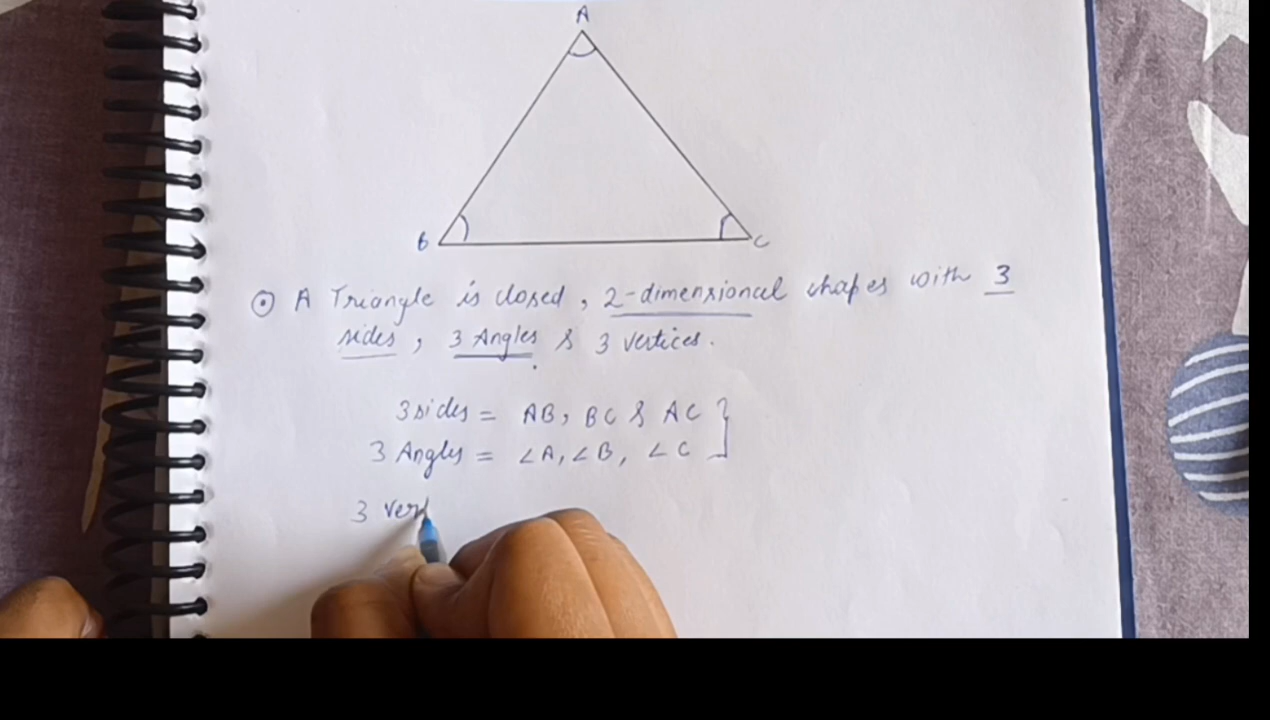 A
B
C
A Triangle is closed, 2-dimensional shapes with 3
sides, 3 Angles & 3 vertices.
3 sides = AB, BC & AC
3 Angles = ∠A, ∠B, ∠C
3 Ver